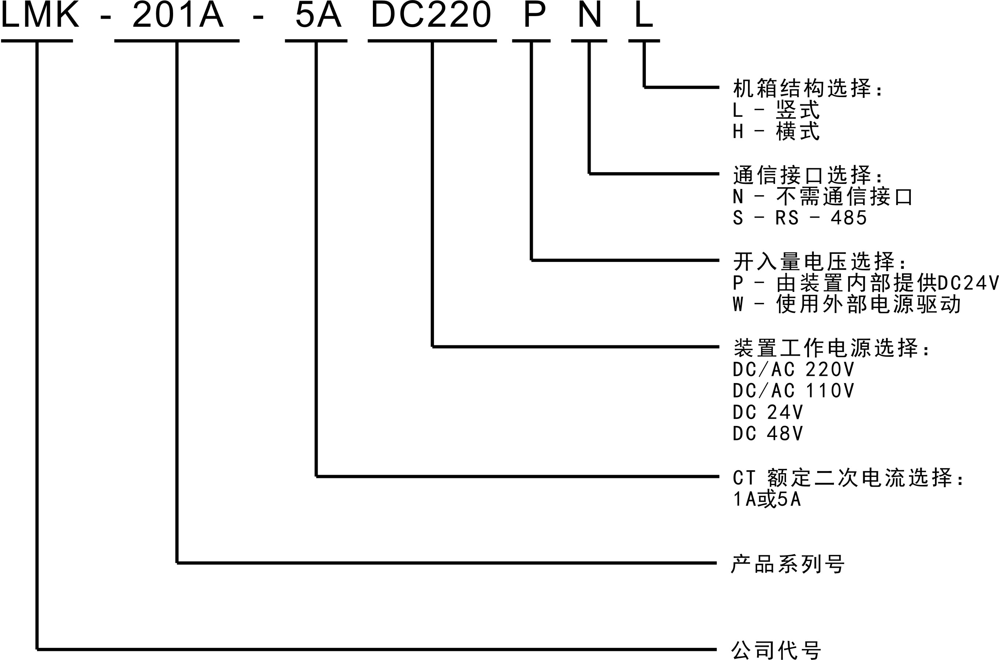 LMK - 201A - 5A DC220 P N L
机箱结构选择:
L - 竖式
H - 横式
通信接口选择:
N - 不需通信接口
S - RS - 485
开入量电压选择:
P - 由装置内部提供DC24V
W - 使用外部电源驱动
装置工作电源选择:
DC/AC 220V
DC/AC 110V
DC 24V
DC 48V
CT 额定二次电流选择:
1A或5A
产品系列号
公司代号